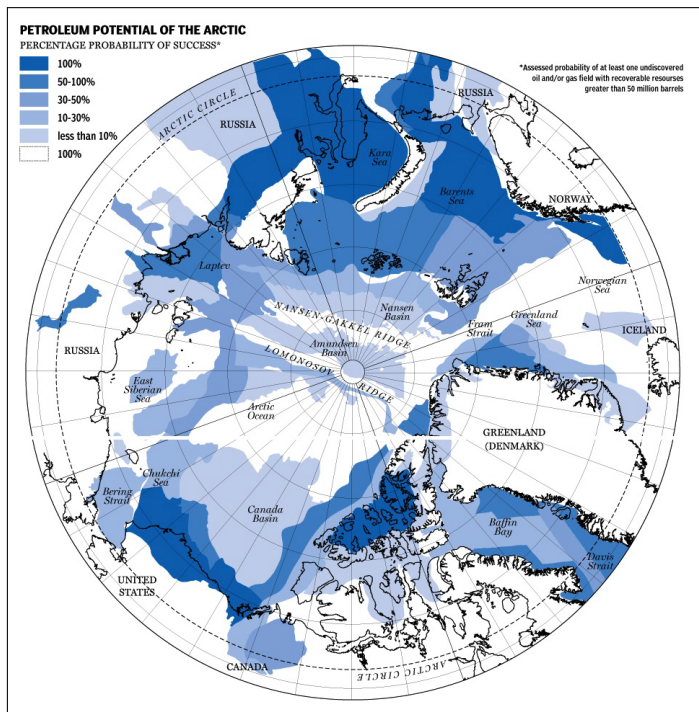 PETROLEUM POTENTIAL OF THE ARCTIC
PERCENTAGE PROBABILITY OF SUCCESS*
100%
50-100%
30-50%
10-30%
less than 10%
100%
*Assessed probability of at least one undiscovered
oil and/or gas field with recoverable resourses
greater than 50 million barrels
ARCTIC CIRCLE
RUSSIA
RUSSIA
Kara
Sea
Barents
Sea
NORWAY
Laptev
Norwegian
Sea
NANSEN-GAKKEL RIDGE
Nansen
Basin
Fram
Strait
Greenland
Sea
ICELAND
RUSSIA
Amundsen
Basin
LOMONOSOV
RIDGE
East
Siberian
Sea
Arctic
Ocean
GREENLAND
(DENMARK)
Chukchi
Sea
Bering
Strait
Canada
Basin
Baffin
Bay
Davis
Strait
UNITED
STATES
CANADA
ARCTIC CIRCLE